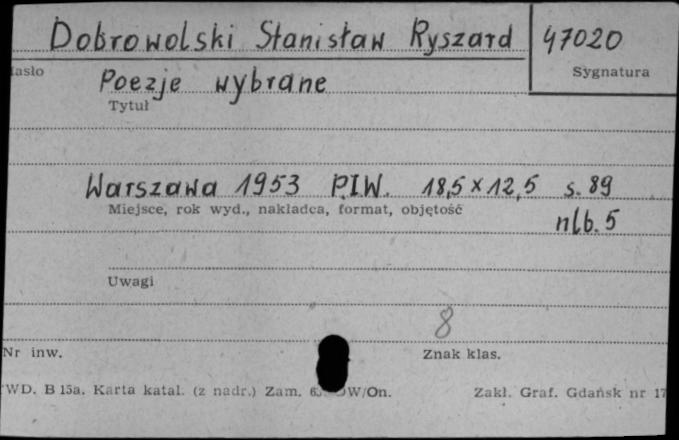 Dobrowolski Stanisław Ryszard 47020
Sygnatura
Poezje wybrane
Tytuł
Warszawa 1953 P.I.W. 18,5 x 12,5 s. 89
Miejsce, rok wyd., nakładca, format, objętość
nlb. 5
Uwagi
8
Nr inw. Znak klas.
WD. B 15a. Karta katal. (z nadr.) Zam. W/On. Zakł. Graf. Gdańsk nr 17